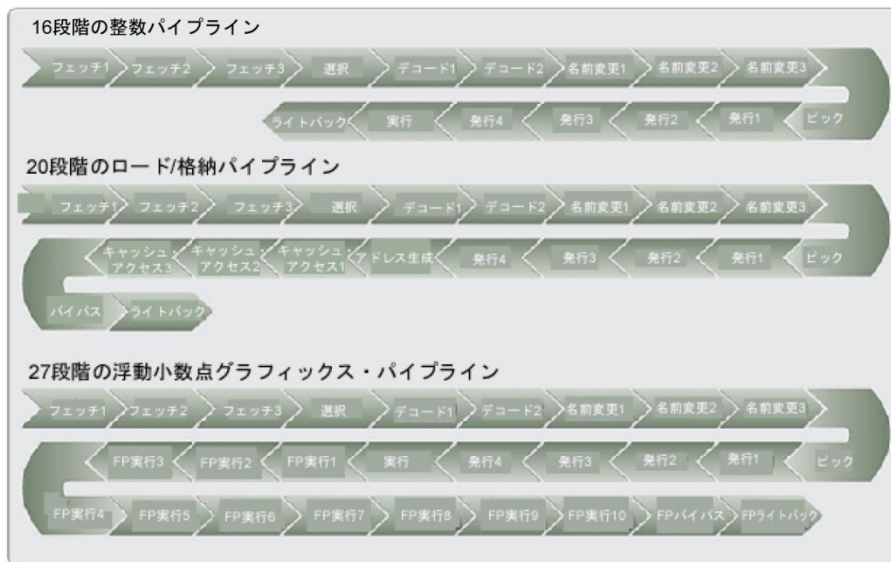 16段階の整数パイプライン
フェッチ1 フェッチ2 フェッチ3 選択 デコード1 デコード2 名前変更1 名前変更2 名前変更3
ライトバック 実行 発行4 発行3 発行2 発行1 ピック
20段階のロード/格納パイプライン
フェッチ1 フェッチ2 フェッチ3 選択 デコード1 デコード2 名前変更1 名前変更2 名前変更3
キャッシュ・アクセス3 キャッシュ・アクセス2 キャッシュ・アクセス1 アドレス生成 発行4 発行3 発行2 発行1 ピック
バイパス ライトバック
27段階の浮動小数点グラフィックス・パイプライン
フェッチ1 フェッチ2 フェッチ3 選択 デコード1 デコード2 名前変更1 名前変更2 名前変更3
FP実行3 FP実行2 FP実行1 実行 発行4 発行3 発行2 発行1 ピック
FP実行4 FP実行5 FP実行6 FP実行7 FP実行8 FP実行9 FP実行10 FPバイパス FPライトバック